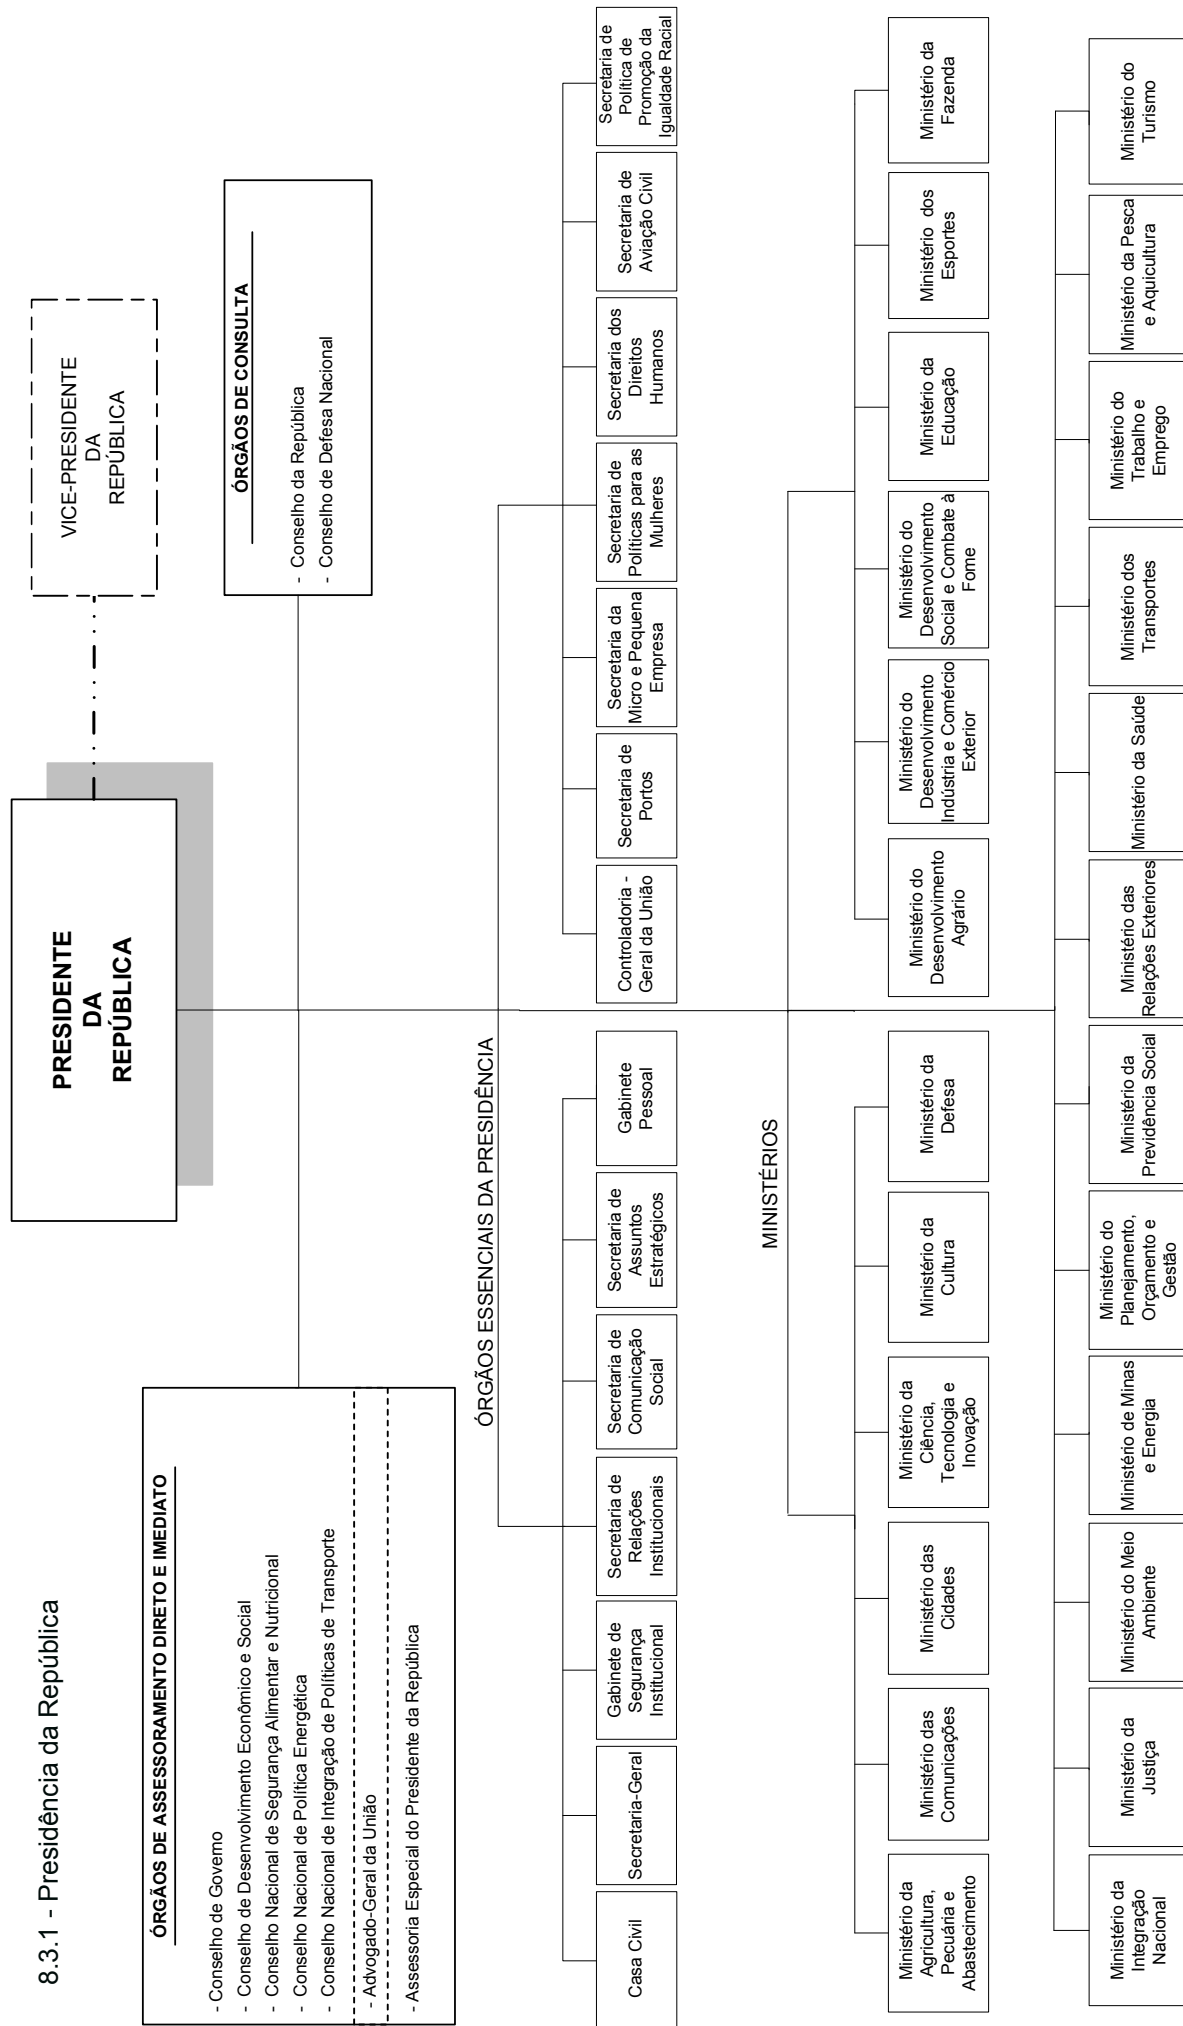 8.3.1 - Presidência da República
PRESIDENTE
DA
REPÚBLICA
VICE-PRESIDENTE
DA
REPÚBLICA
ÓRGÃOS DE ASSESSORAMENTO DIRETO E IMEDIATO
- Conselho de Governo
- Conselho de Desenvolvimento Econômico e Social
- Conselho Nacional de Segurança Alimentar e Nutricional
- Conselho Nacional de Política Energética
- Conselho Nacional de Integração de Políticas de Transporte
- Advogado-Geral da União
- Assessoria Especial do Presidente da República
ÓRGÃOS DE CONSULTA
- Conselho da República
- Conselho de Defesa Nacional
ÓRGÃOS ESSENCIAIS DA PRESIDÊNCIA
Casa Civil
Secretaria-Geral
Gabinete de
Segurança
Institucional
Secretaria de
Relações
Institucionais
Secretaria de
Comunicação
Social
Secretaria de
Assuntos
Estratégicos
Gabinete
Pessoal
Controladoria -
Geral da União
Secretaria de
Portos
Secretaria da
Micro e Pequena
Empresa
Secretaria de
Políticas para as
Mulheres
Secretaria dos
Direitos
Humanos
Secretaria de
Aviação Civil
Secretaria de
Política de
Promoção da
Igualdade Racial
MINISTÉRIOS
Ministério da
Agricultura,
Pecuária e
Abastecimento
Ministério das
Comunicações
Ministério das
Cidades
Ministério da
Ciência,
Tecnologia e
Inovação
Ministério da
Cultura
Ministério da
Defesa
Ministério do
Desenvolvimento
Agrário
Ministério do
Desenvolvimento
Indústria e Comércio
Exterior
Ministério do
Desenvolvimento
Social e Combate à
Fome
Ministério da
Educação
Ministério dos
Esportes
Ministério da
Fazenda
Ministério da
Integração
Nacional
Ministério da
Justiça
Ministério do Meio
Ambiente
Ministério de Minas
e Energia
Ministério do
Planejamento,
Orçamento e
Gestão
Ministério da
Previdência Social
Ministério das
Relações Exteriores
Ministério da Saúde
Ministério dos
Transportes
Ministério do
Trabalho e
Emprego
Ministério da Pesca
e Aquicultura
Ministério do
Turismo